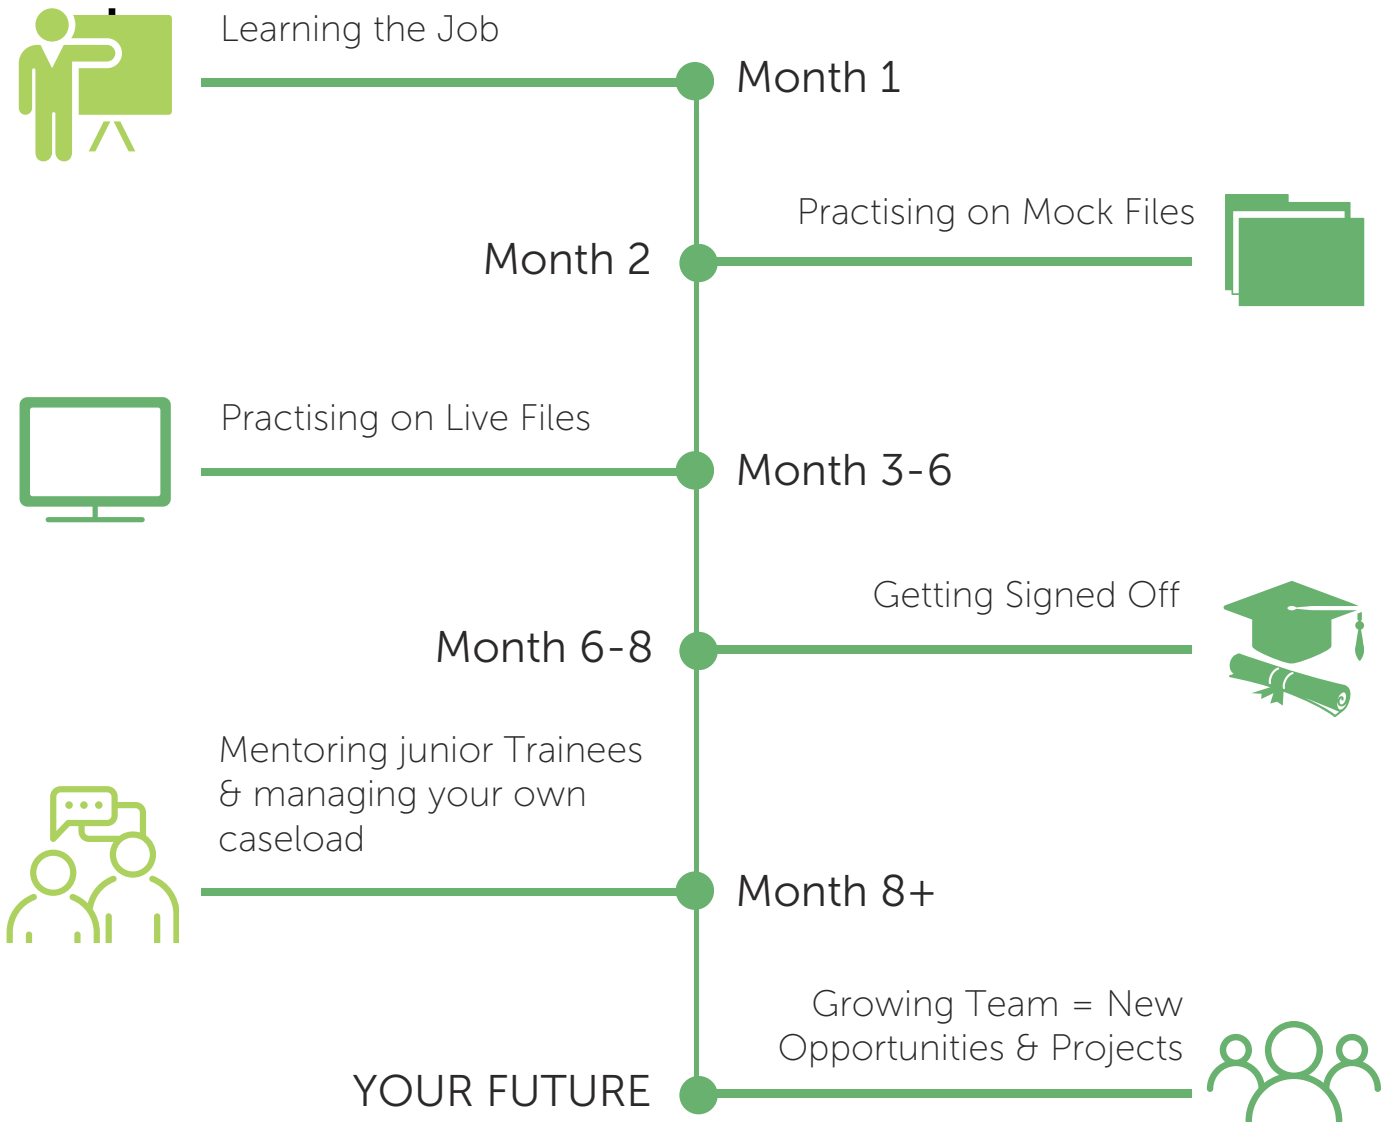 Learning the Job
Month 1
Practising on Mock Files
Month 2
Practising on Live Files
Month 3-6
Getting Signed Off
Month 6-8
Mentoring junior Trainees
& managing your own
caseload
Month 8+
Growing Team = New
Opportunities & Projects
YOUR FUTURE